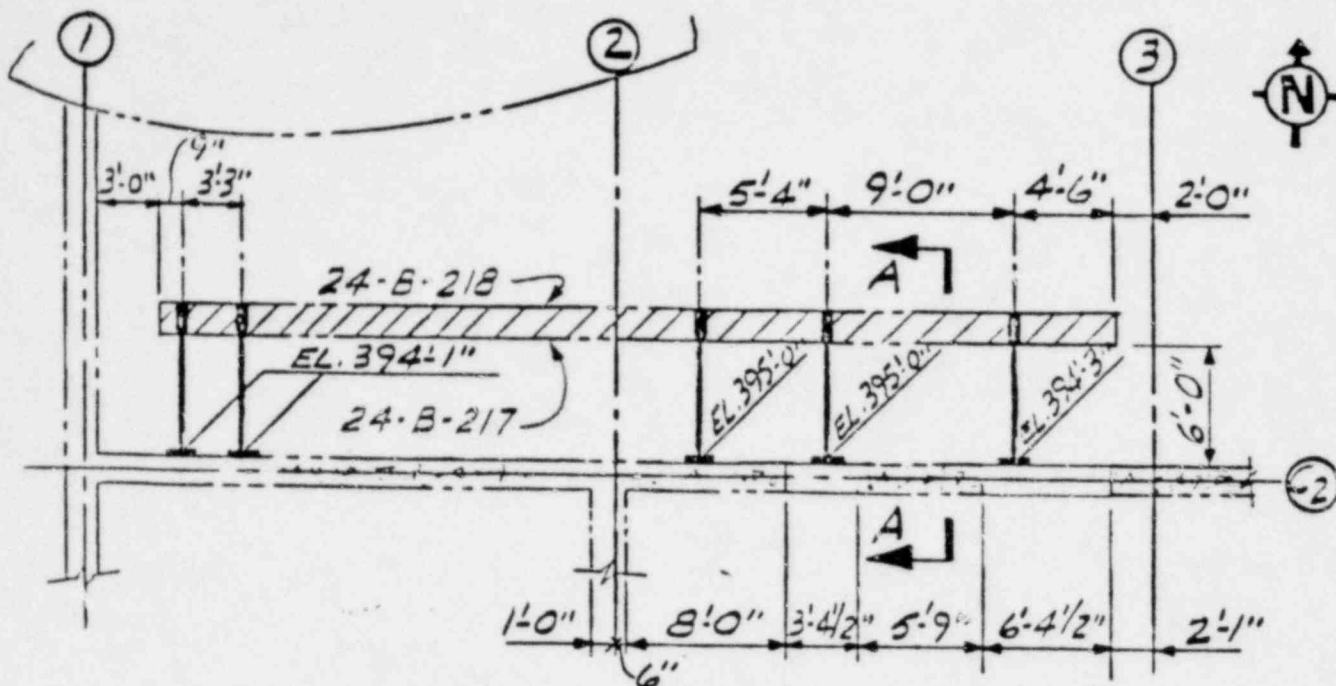 1
2
3
N
9"
3'-0"
3'-3"
5'-4"
9'-0"
4'-6"
2'-0"
A
24-B-218
EL. 394'-1"
24-B-217
EL. 395'-0"
EL. 395'-0"
EL. 394'-3"
6'-0"
A
1'-0"
8'-0"
3'-4 1/2"
5'-9"
6'-4 1/2"
2'-1"
6"